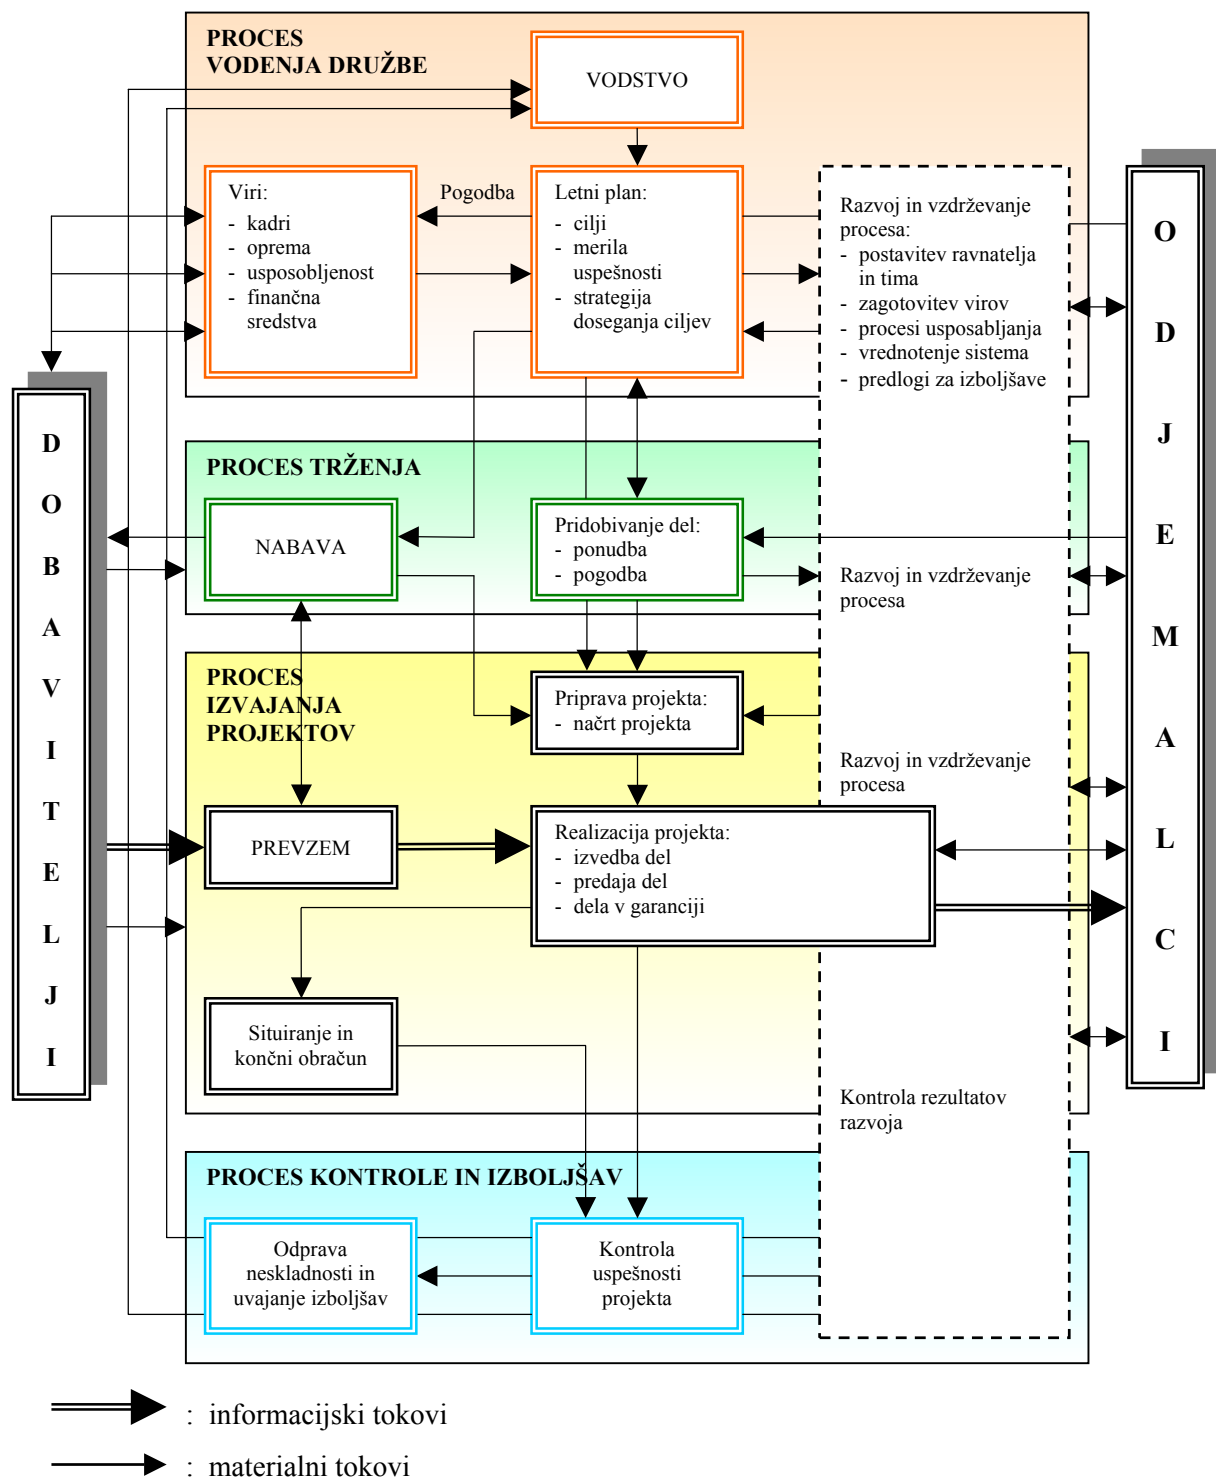 PROCES
VODENJA DRUŽBE
VODSTVO
Viri:
- kadri
- oprema
- usposobljenost
- finančna
sredstva
Pogodba
Letni plan:
- cilji
- merila
uspešnosti
- strategija
doseganja ciljev
Razvoj in vzdrževanje
procesa:
- postavitev ravnatelja
in tima
- zagotovitev virov
- procesi usposabljanja
- vrednotenje sistema
- predlogi za izboljšave
D
O
B
A
V
I
T
E
L
J
I
O
D
J
E
M
A
L
C
I
PROCES TRŽENJA
NABAVA
Pridobivanje del:
- ponudba
- pogodba
Razvoj in vzdrževanje
procesa
PROCES
IZVAJANJA
PROJEKTOV
Priprava projekta:
- načrt projekta
Razvoj in vzdrževanje
procesa
PREVZEM
Realizacija projekta:
- izvedba del
- predaja del
- dela v garanciji
Situiranje in
končni obračun
Kontrola rezultatov
razvoja
PROCES KONTROLE IN IZBOLJŠAV
Odprava
neskladnosti in
uvajanje izboljšav
Kontrola
uspešnosti
projekta
: informacijski tokovi
: materialni tokovi